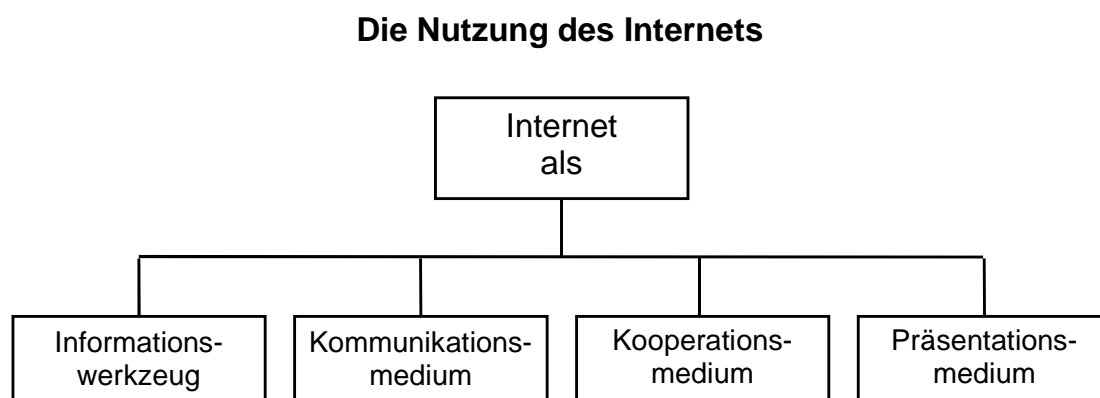 Die Nutzung des Internets
Internet
als
Informations-
werkzeug
Kommunikations-
medium
Kooperations-
medium
Präsentations-
medium